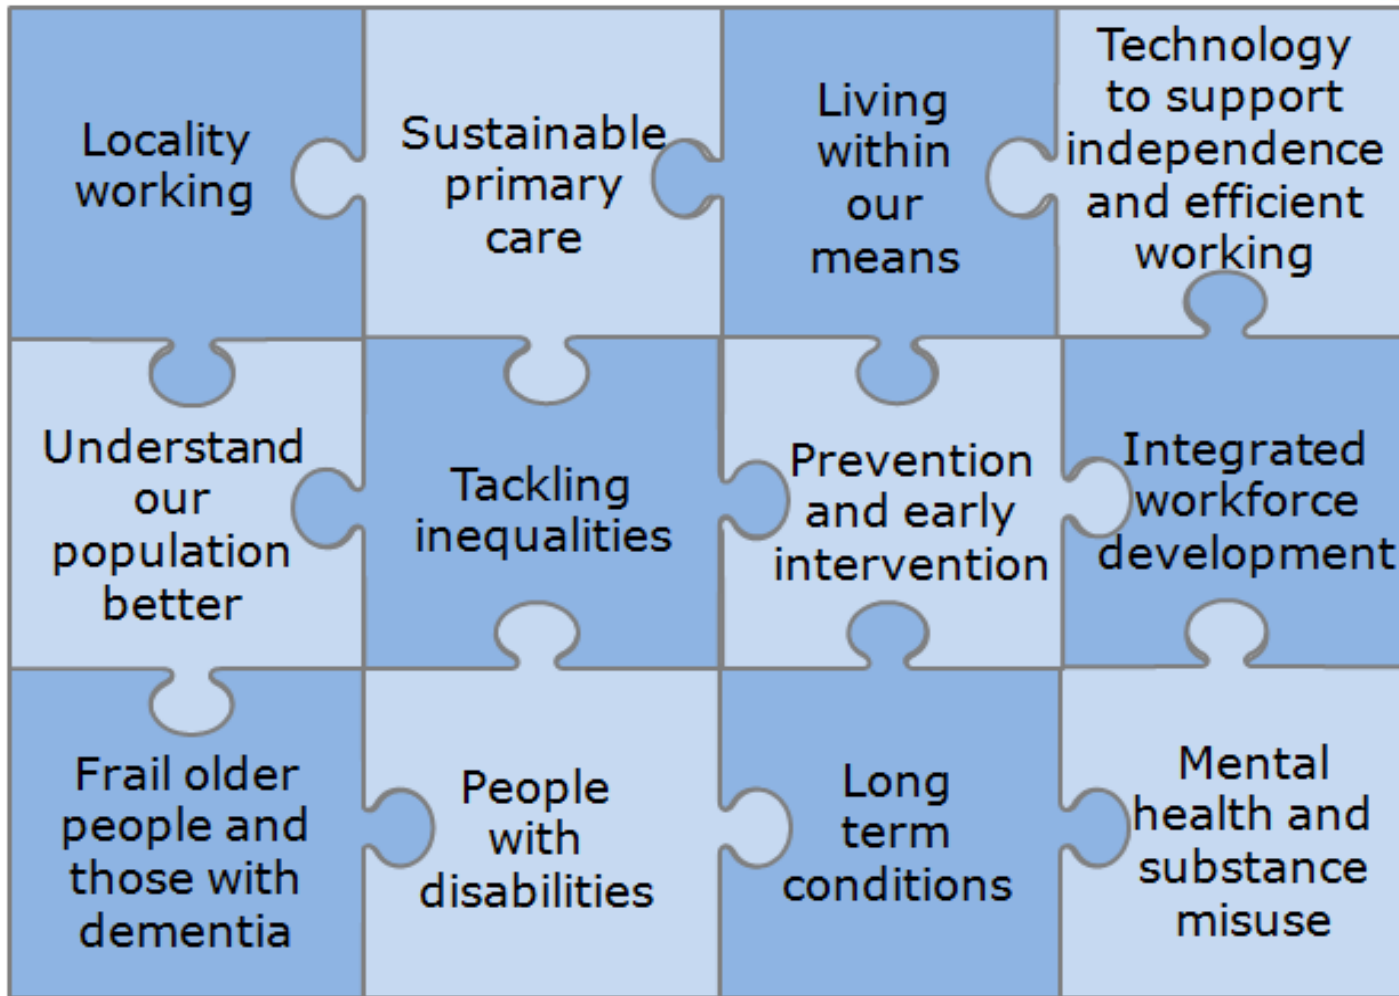 Locality
working
Sustainable
primary
care
Living
within
our
means
Technology
to support
independence
and efficient
working
Understand
our
population
better
Tackling
inequalities
Prevention
and early
intervention
Integrated
workforce
development
Frail older
people and
those with
dementia
People
with
disabilities
Long
term
conditions
Mental
health and
substance
misuse